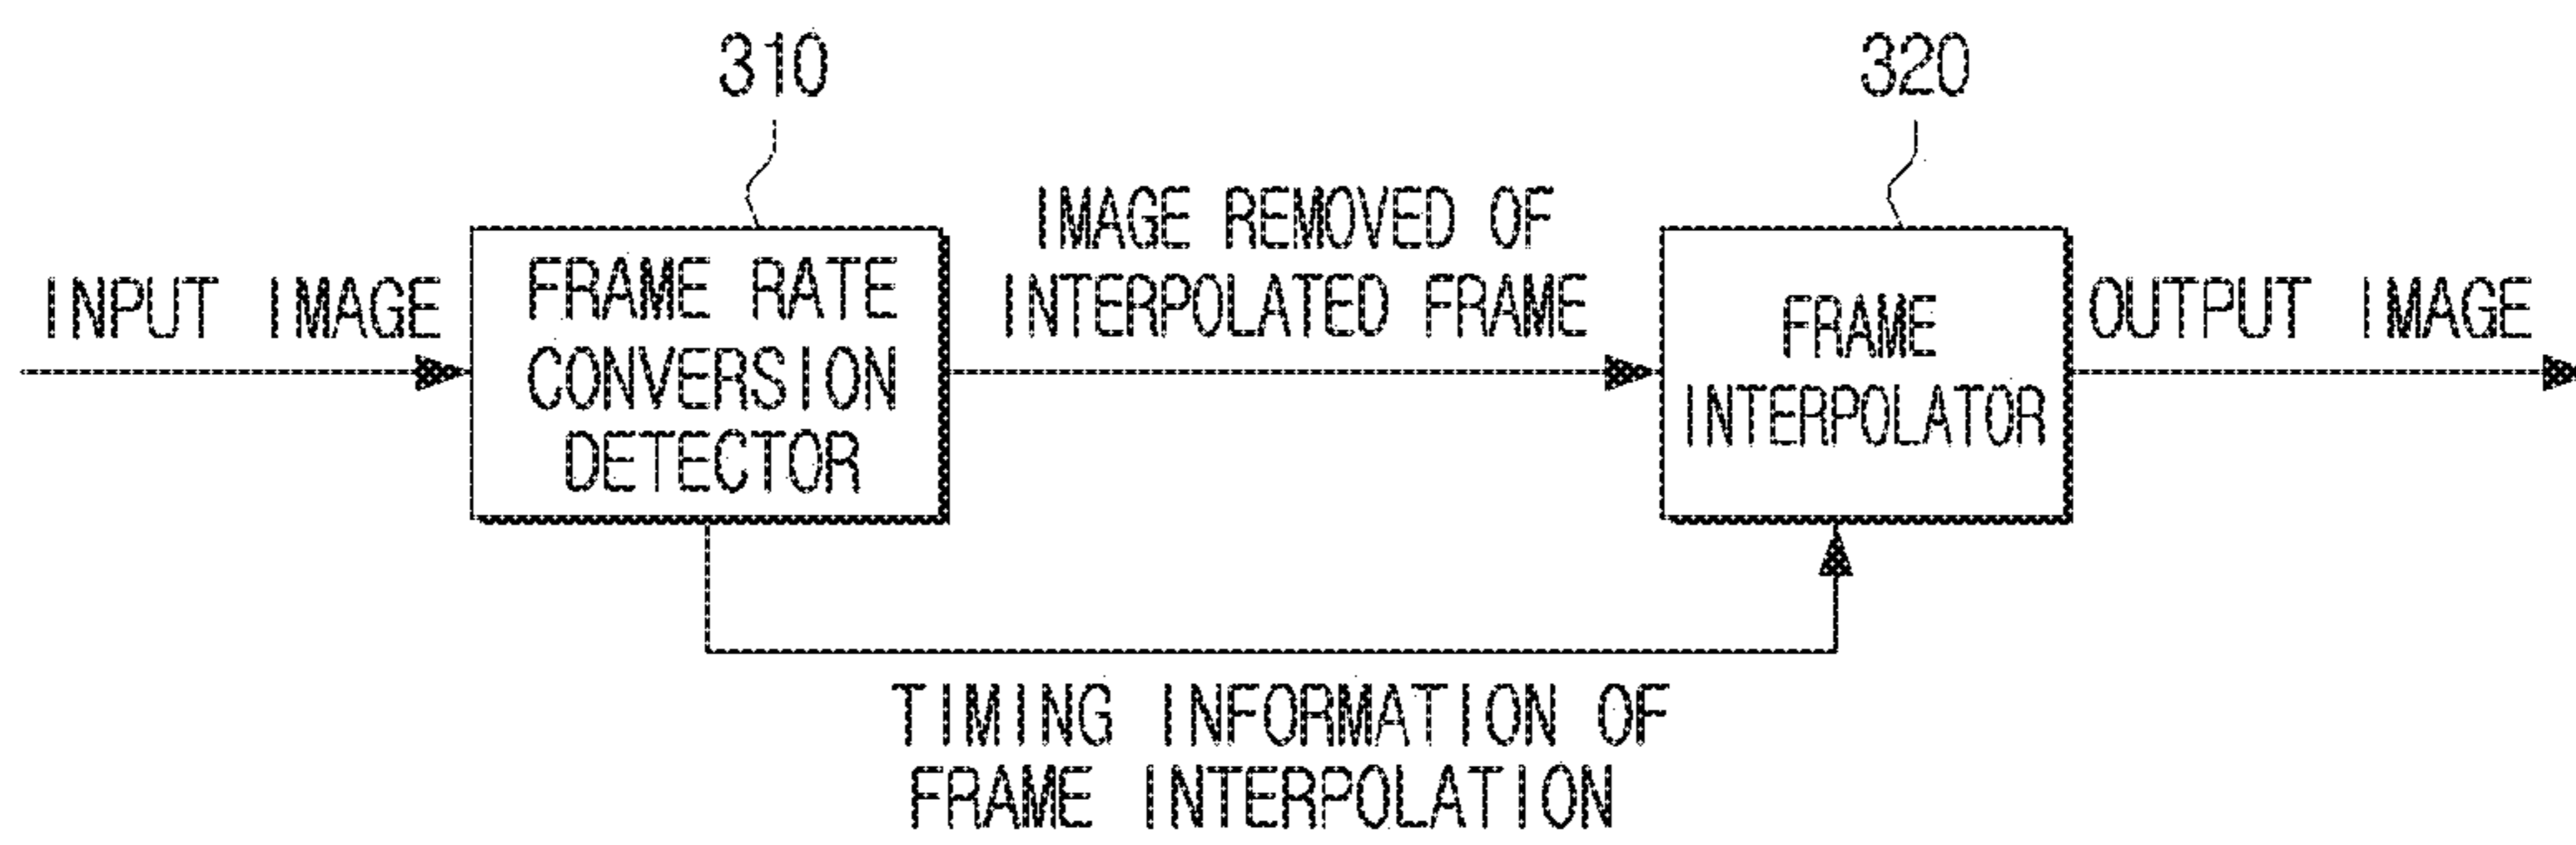 310
320
INPUT IMAGE
FRAME RATE
CONVERSION
DETECTOR
IMAGE REMOVED OF
INTERPOLATED FRAME
FRAME
INTERPOLATOR
OUTPUT IMAGE
TIMING INFORMATION OF
FRAME INTERPOLATION